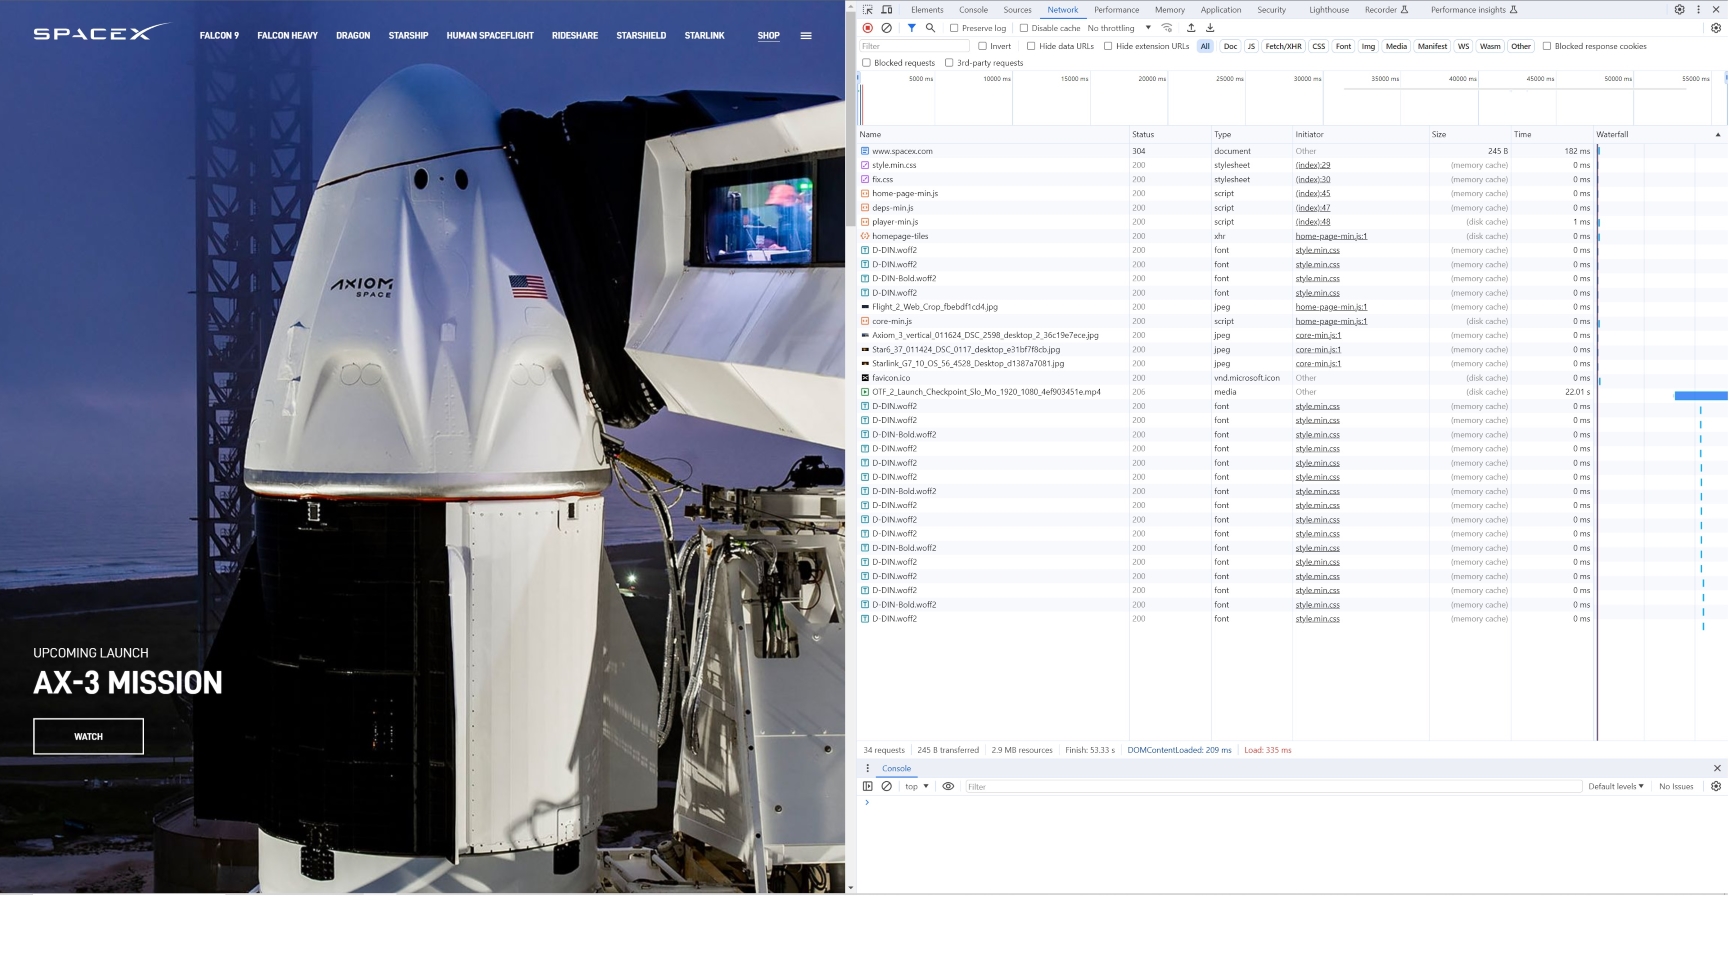 SPACEX
FALCON 9 FALCON HEAVY DRAGON STARSHIP HUMAN SPACEFLIGHT RIDESHARE STARSHIELD STARLINK SHOP
AXIOM
SPACE
UPCOMING LAUNCH
AX-3 MISSION
WATCH
Elements Console Sources Network Performance Memory Application Security Lighthouse Recorder Performance insights
Preserve log Disable cache No throttling
Filter Invert Hide data URLs Hide extension URLs All Doc JS Fetch/XHR CSS Font Img Media Manifest WS Wasm Other Blocked response cookies
Blocked requests 3rd-party requests
5000 ms 10000 ms 15000 ms 20000 ms 25000 ms 30000 ms 35000 ms 40000 ms 45000 ms 50000 ms 55000 ms
Name Status Type Initiator Size Time Waterfall
www.spacex.com 304 document Other 245 B 182 ms
style.min.css 200 stylesheet (index):29 (memory cache) 0 ms
fix.css 200 stylesheet (index):30 (memory cache) 0 ms
home-page-min.js 200 script (index):45 (memory cache) 0 ms
deps-min.js 200 script (index):47 (memory cache) 0 ms
player-min.js 200 script (index):48 (disk cache) 1 ms
homepage-tiles 200 xhr home-page-min.js:1 (disk cache) 0 ms
D-DIN.woff2 200 font style.min.css (memory cache) 0 ms
D-DIN.woff2 200 font style.min.css (memory cache) 0 ms
D-DIN-Bold.woff2 200 font style.min.css (memory cache) 0 ms
D-DIN.woff2 200 font style.min.css (memory cache) 0 ms
Flight_2_Web_Crop_fbebdf1cd4.jpg 200 jpeg home-page-min.js:1 (memory cache) 0 ms
core-min.js 200 script home-page-min.js:1 (disk cache) 0 ms
Axiom_3_vertical_011624_DSC_2598_desktop_2_36c19e7ece.jpg 200 jpeg core-min.js:1 (memory cache) 0 ms
Star6_37_011424_DSC_0117_desktop_e31bf7f8cb.jpg 200 jpeg core-min.js:1 (memory cache) 0 ms
Starlink_G7_10_OS_56_4528_Desktop_d1387a7081.jpg 200 jpeg core-min.js:1 (memory cache) 0 ms
favicon.ico 200 vnd.microsoft.icon Other (disk cache) 0 ms
OTF_2_Launch_Checkpoint_Slo_Mo_1920_1080_4ef903451e.mp4 206 media Other (disk cache) 22.01 s
D-DIN.woff2 200 font style.min.css (memory cache) 0 ms
D-DIN.woff2 200 font style.min.css (memory cache) 0 ms
D-DIN-Bold.woff2 200 font style.min.css (memory cache) 0 ms
D-DIN.woff2 200 font style.min.css (memory cache) 0 ms
D-DIN.woff2 200 font style.min.css (memory cache) 0 ms
D-DIN.woff2 200 font style.min.css (memory cache) 0 ms
D-DIN-Bold.woff2 200 font style.min.css (memory cache) 0 ms
D-DIN.woff2 200 font style.min.css (memory cache) 0 ms
D-DIN.woff2 200 font style.min.css (memory cache) 0 ms
D-DIN.woff2 200 font style.min.css (memory cache) 0 ms
D-DIN-Bold.woff2 200 font style.min.css (memory cache) 0 ms
D-DIN.woff2 200 font style.min.css (memory cache) 0 ms
D-DIN.woff2 200 font style.min.css (memory cache) 0 ms
D-DIN.woff2 200 font style.min.css (memory cache) 0 ms
D-DIN-Bold.woff2 200 font style.min.css (memory cache) 0 ms
D-DIN.woff2 200 font style.min.css (memory cache) 0 ms
34 requests 245 B transferred 2.9 MB resources Finish: 53.33 s DOMContentLoaded: 209 ms Load: 335 ms
Console
top Filter Default levels No Issues